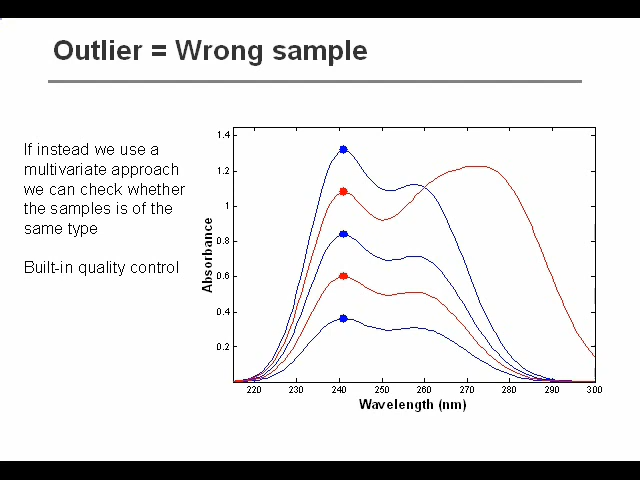 Outlier = Wrong sample
If instead we use a
multivariate approach
we can check whether
the samples is of the
same type
Built-in quality control
1.4
1.2
1
0.8
0.6
0.4
0.2
Absorbance
220 230 240 250 260 270 280 290 300
Wavelength (nm)